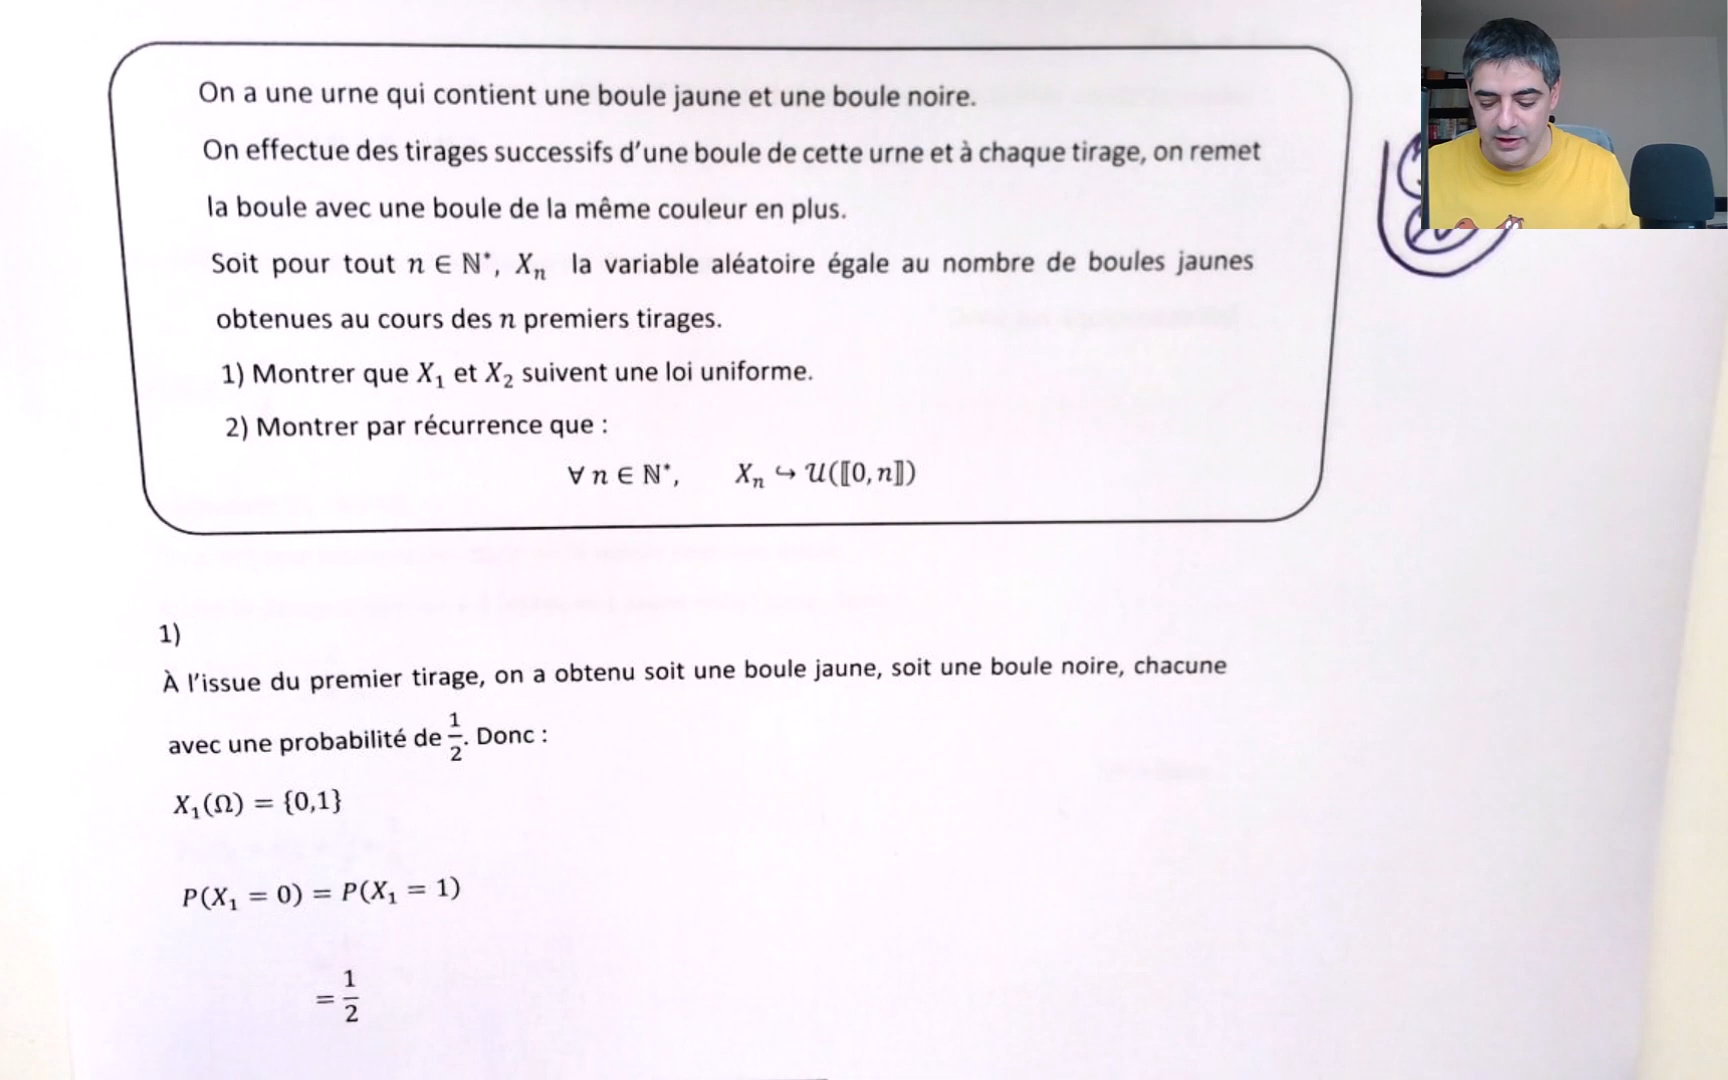 On a une urne qui contient une boule jaune et une boule noire.
On effectue des tirages successifs d'une boule de cette urne et à chaque tirage, on remet
la boule avec une boule de la même couleur en plus.
Soit pour tout n ∈ ℕ*, Xₙ la variable aléatoire égale au nombre de boules jaunes
obtenues au cours des n premiers tirages.
1) Montrer que X₁ et X₂ suivent une loi uniforme.
2) Montrer par récurrence que :
∀ n ∈ ℕ*, Xₙ ↪ 𝒰(⟦0, n⟧)
1)
À l'issue du premier tirage, on a obtenu soit une boule jaune, soit une boule noire, chacune
avec une probabilité de 1/2. Donc :
X₁(Ω) = {0,1}
P(X₁ = 0) = P(X₁ = 1)
= 1/2